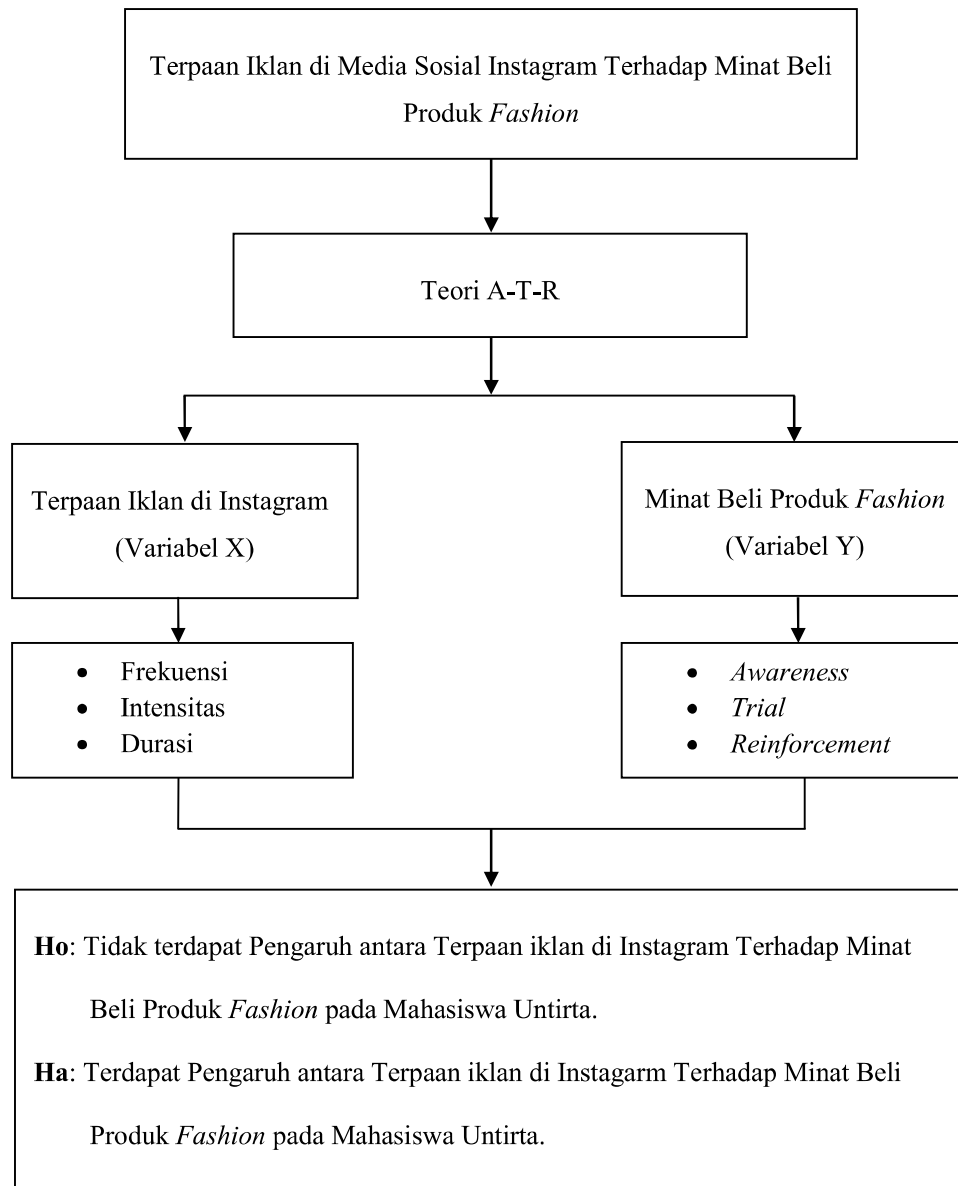 Terpaan Iklan di Media Sosial Instagram Terhadap Minat Beli
Produk Fashion
Teori A-T-R
Terpaan Iklan di Instagram
(Variabel X)
Minat Beli Produk Fashion
(Variabel Y)
• Frekuensi
• Intensitas
• Durasi
• Awareness
• Trial
• Reinforcement
Ho: Tidak terdapat Pengaruh antara Terpaan iklan di Instagram Terhadap Minat
Beli Produk Fashion pada Mahasiswa Untirta.
Ha: Terdapat Pengaruh antara Terpaan iklan di Instagarm Terhadap Minat Beli
Produk Fashion pada Mahasiswa Untirta.